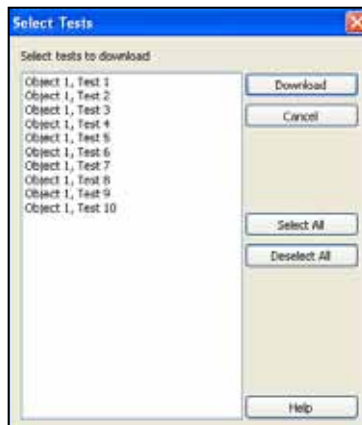 Select Tests
Select tests to download
Object 1, Test 1
Object 1, Test 2
Object 1, Test 3
Object 1, Test 4
Object 1, Test 5
Object 1, Test 6
Object 1, Test 7
Object 1, Test 8
Object 1, Test 9
Object 1, Test 10
Download
Cancel
Select All
Deselect All
Help